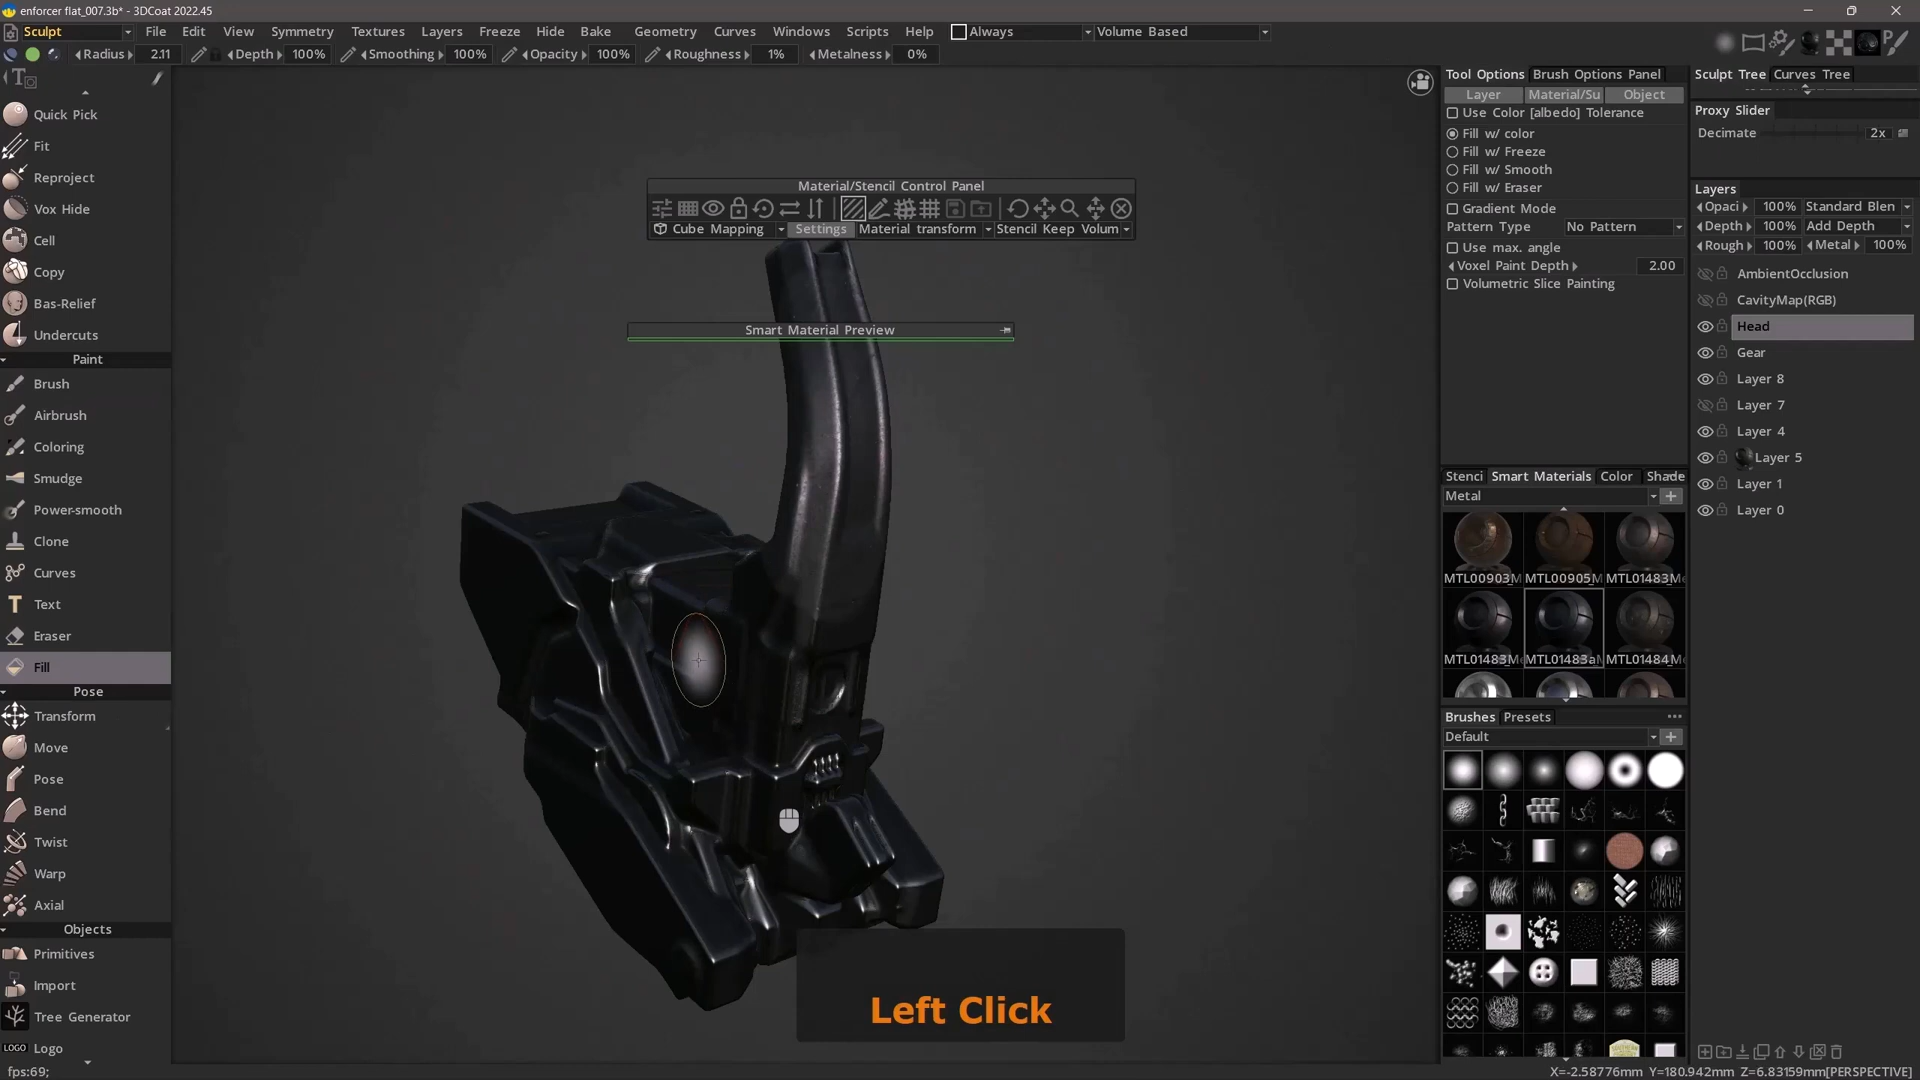 enforcer flat_007.3b* - 3DCoat 2022.45
Sculpt File Edit View Symmetry Textures Layers Freeze Hide Bake Geometry Curves Windows Scripts Help Always Volume Based
Radius 2.11 Depth 100% Smoothing 100% Opacity 100% Roughness 1% Metalness 0%
Quick Pick
Fit
Reproject
Vox Hide
Cell
Copy
Bas-Relief
Undercuts
Paint
Brush
Airbrush
Coloring
Smudge
Power-smooth
Clone
Curves
Text
Eraser
Fill
Pose
Transform
Move
Pose
Bend
Twist
Warp
Axial
Objects
Primitives
Import
Tree Generator
LOGO Logo
fps:69;
Material/Stencil Control Panel
Cube Mapping Settings Material transform Stencil Keep Volum
Smart Material Preview
Left Click
Tool Options Brush Options Panel
Layer Material/Su Object
Use Color [albedo] Tolerance
Fill w/ color
Fill w/ Freeze
Fill w/ Smooth
Fill w/ Eraser
Gradient Mode
Pattern Type No Pattern
Use max. angle
Voxel Paint Depth 2.00
Volumetric Slice Painting
Stenci Smart Materials Color Shade
Metal
MTL00903_M MTL00905_M MTL01483_Me
MTL01483_Me MTL01483a MTL01484_Me
Brushes Presets
Default
Sculpt Tree Curves Tree
Proxy Slider
Decimate 2x
Layers
Opaci 100% Standard Blen
Depth 100% Add Depth
Rough 100% Metal 100%
AmbientOcclusion
CavityMap(RGB)
Head
Gear
Layer 8
Layer 7
Layer 4
Layer 5
Layer 1
Layer 0
X=-2.58776mm Y=180.942mm Z=6.83159mm[PERSPECTIVE]